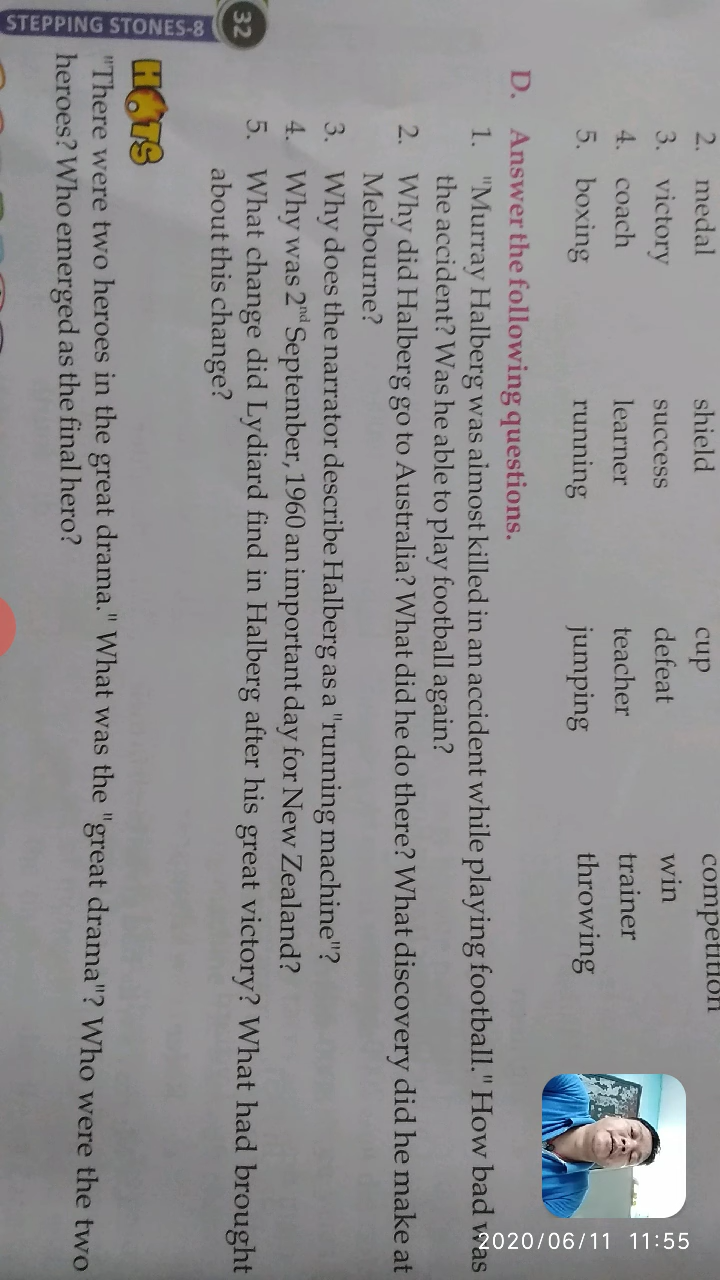 2. medal shield cup competition
3. victory success defeat win
4. coach learner teacher trainer
5. boxing running jumping throwing
D. Answer the following questions.
1. "Murray Halberg was almost killed in an accident while playing football." How bad was
the accident? Was he able to play football again?
2. Why did Halberg go to Australia? What did he do there? What discovery did he make at
Melbourne?
3. Why does the narrator describe Halberg as a "running machine"?
4. Why was 2nd September, 1960 an important day for New Zealand?
5. What change did Lydiard find in Halberg after his great victory? What had brought
about this change?
HOTS
"There were two heroes in the great drama." What was the "great drama"? Who were the two
heroes? Who emerged as the final hero?
32
STEPPING STONES-8
2020/06/11 11:55